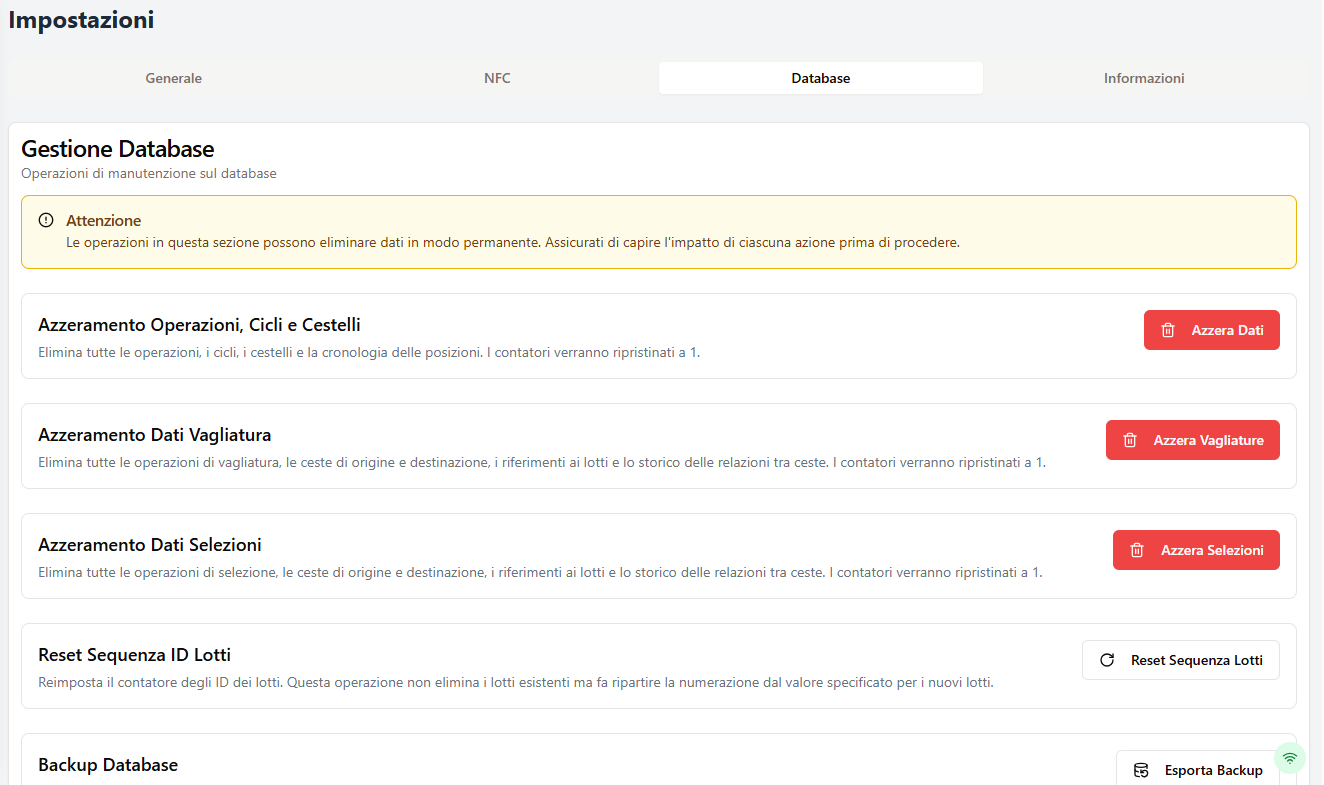 Impostazioni
Generale
NFC
Database
Informazioni
Gestione Database
Operazioni di manutenzione sul database
Attenzione
Le operazioni in questa sezione possono eliminare dati in modo permanente. Assicurati di capire l'impatto di ciascuna azione prima di procedere.
Azzeramento Operazioni, Cicli e Cestelli
Elimina tutte le operazioni, i cicli, i cestelli e la cronologia delle posizioni. I contatori verranno ripristinati a 1.
Azzera Dati
Azzeramento Dati Vagliatura
Elimina tutte le operazioni di vagliatura, le ceste di origine e destinazione, i riferimenti ai lotti e lo storico delle relazioni tra ceste. I contatori verranno ripristinati a 1.
Azzera Vagliature
Azzeramento Dati Selezioni
Elimina tutte le operazioni di selezione, le ceste di origine e destinazione, i riferimenti ai lotti e lo storico delle relazioni tra ceste. I contatori verranno ripristinati a 1.
Azzera Selezioni
Reset Sequenza ID Lotti
Reimposta il contatore degli ID dei lotti. Questa operazione non elimina i lotti esistenti ma fa ripartire la numerazione dal valore specificato per i nuovi lotti.
Reset Sequenza Lotti
Backup Database
Esporta Backup